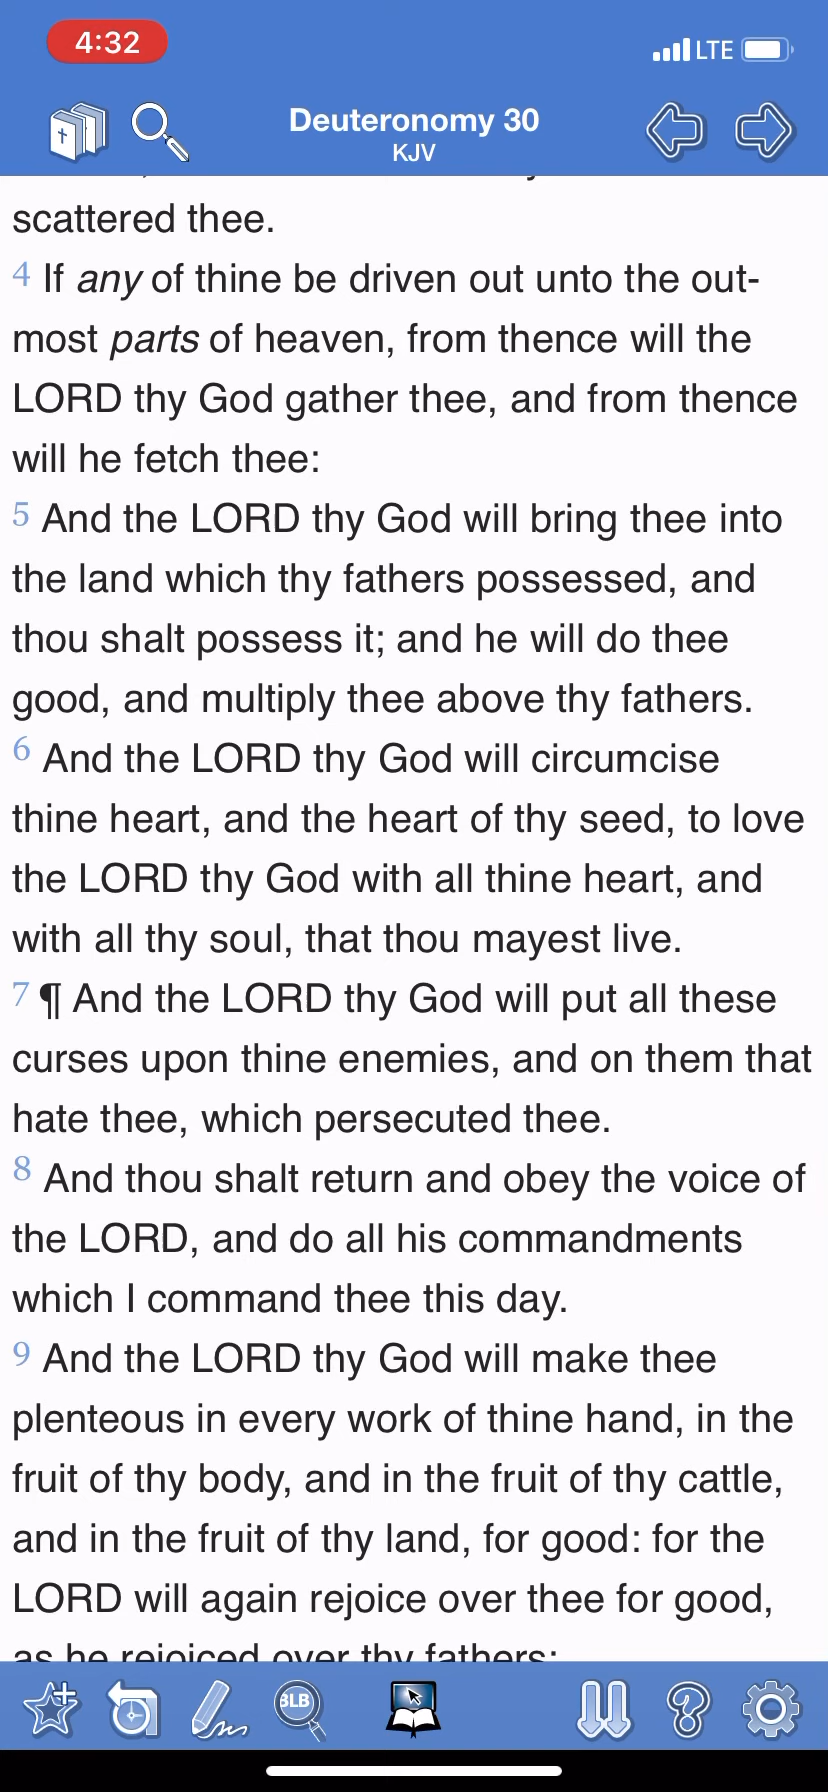 4:32
LTE
Deuteronomy 30
KJV
scattered thee.
4 If any of thine be driven out unto the out-
most parts of heaven, from thence will the
LORD thy God gather thee, and from thence
will he fetch thee:
5 And the LORD thy God will bring thee into
the land which thy fathers possessed, and
thou shalt possess it; and he will do thee
good, and multiply thee above thy fathers.
6 And the LORD thy God will circumcise
thine heart, and the heart of thy seed, to love
the LORD thy God with all thine heart, and
with all thy soul, that thou mayest live.
7 ¶ And the LORD thy God will put all these
curses upon thine enemies, and on them that
hate thee, which persecuted thee.
8 And thou shalt return and obey the voice of
the LORD, and do all his commandments
which I command thee this day.
9 And the LORD thy God will make thee
plenteous in every work of thine hand, in the
fruit of thy body, and in the fruit of thy cattle,
and in the fruit of thy land, for good: for the
LORD will again rejoice over thee for good,
as he rejoiced over thy fathers:
BLB